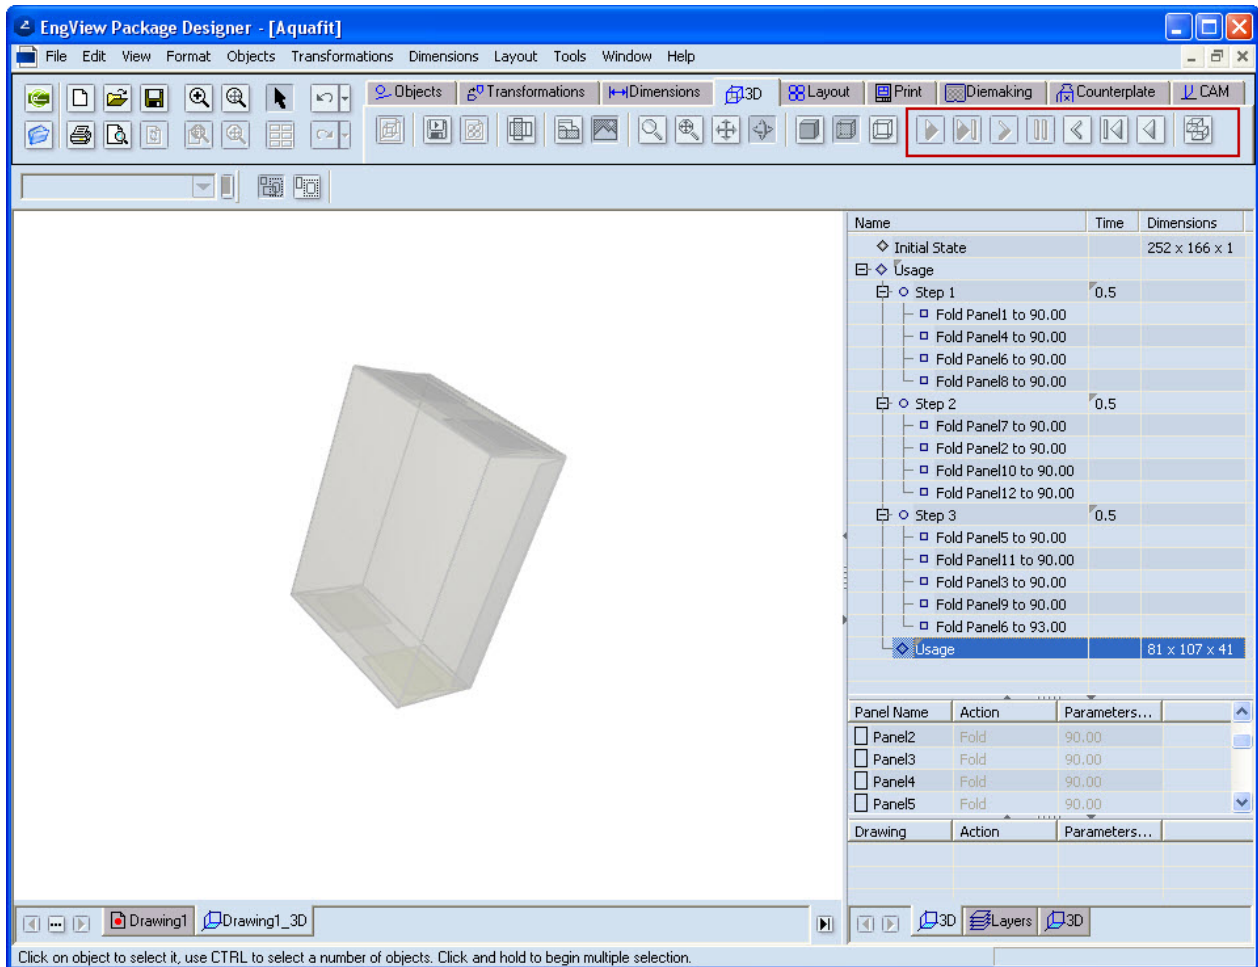 EngView Package Designer - [Aquafit]
File Edit View Format Objects Transformations Dimensions Layout Tools Window Help
Objects Transformations Dimensions 3D Layout Print Diemaking Counterplate CAM
Name Time Dimensions
Initial State 252 x 166 x 1
Usage
Step 1 0.5
Fold Panel1 to 90.00
Fold Panel4 to 90.00
Fold Panel6 to 90.00
Fold Panel8 to 90.00
Step 2 0.5
Fold Panel7 to 90.00
Fold Panel2 to 90.00
Fold Panel10 to 90.00
Fold Panel12 to 90.00
Step 3 0.5
Fold Panel5 to 90.00
Fold Panel11 to 90.00
Fold Panel3 to 90.00
Fold Panel9 to 90.00
Fold Panel6 to 93.00
Usage 81 x 107 x 41
Panel Name Action Parameters...
Panel2 Fold 90.00
Panel3 Fold 90.00
Panel4 Fold 90.00
Panel5 Fold 90.00
Drawing Action Parameters...
Drawing1 Drawing1_3D 3D Layers 3D
Click on object to select it, use CTRL to select a number of objects. Click and hold to begin multiple selection.